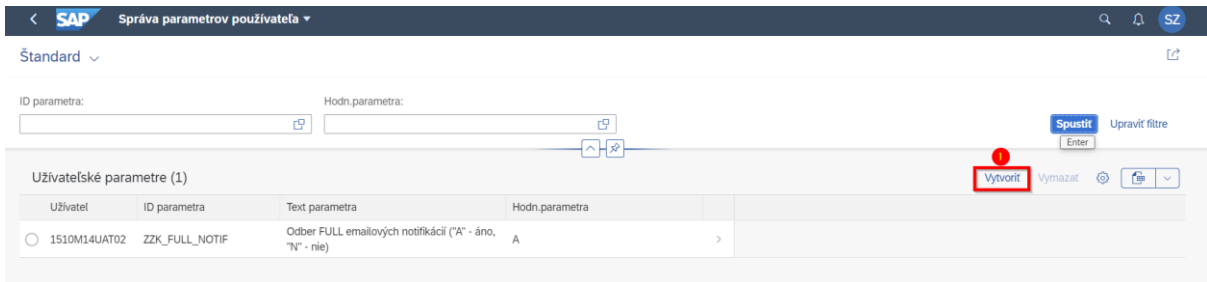 SAP Správa parametrov používateľa SZ
Štandard
ID parametra: Hodn.parametra:
Spustiť Upraviť filtre
Enter
1
Užívateľské parametre (1) Vytvoriť Vymazať
Užívateľ ID parametra Text parametra Hodn.parametra
1510M14UAT02 ZZK_FULL_NOTIF Odber FULL emailových notifikácií ("A" - áno, A
"N" - nie)